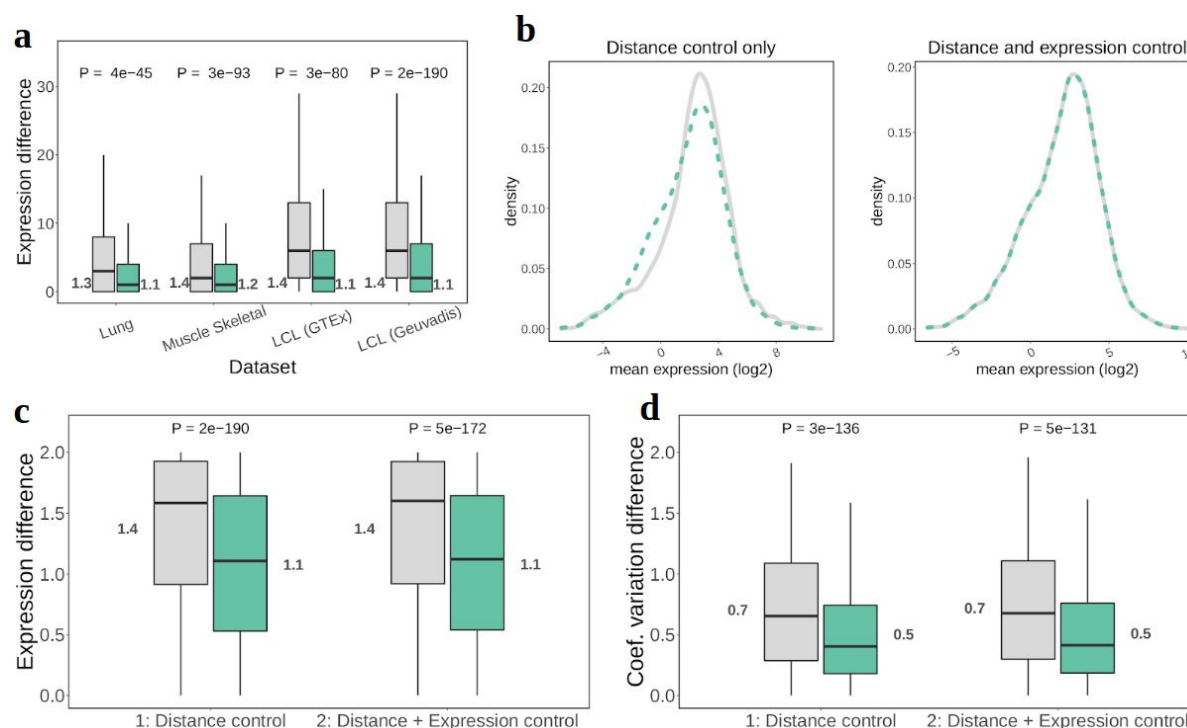 a
P = 4e−45 P = 3e−93 P = 3e−80 P =2e−190
Expression difference
30
20
10
0
1.3 1.1 1.4 1.2 1.4 1.1 1.4 1.1
Lung Muscle Skeletal LCL (GTEx) LCL (Geuvadis)
Dataset
b
Distance control only
density
0.20
0.15
0.10
0.05
0.00
−4 0 4 8
mean expression (log2)
Distance and expression control
density
0.20
0.15
0.10
0.05
0.00
−5 0 5
mean expression (log2)
c
P = 2e−190 P = 5e−172
Expression difference
2.0
1.5
1.0
0.5
0.0
1.4 1.1 1.4 1.1
1: Distance control 2: Distance + Expression control
d
P = 3e−136 P = 5e−131
Coef. variation difference
2.0
1.5
1.0
0.5
0.0
0.7 0.5 0.7 0.5
1: Distance control 2: Distance + Expression control